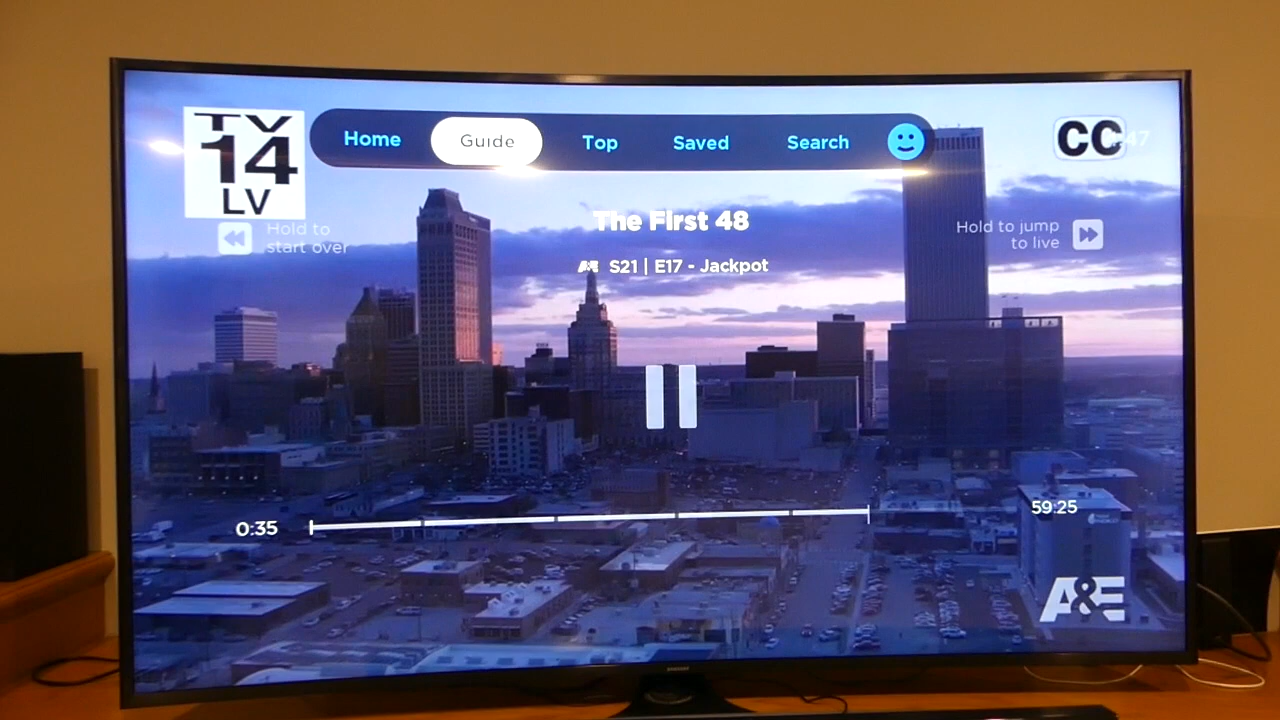 TV
14
LV
Home
Guide
Top
Saved
Search
CC
47
Hold to
start over
The First 48
Hold to jump
to live
A&E S21 | E17 - Jackpot
0:35
59:25
A&E
SAMSUNG